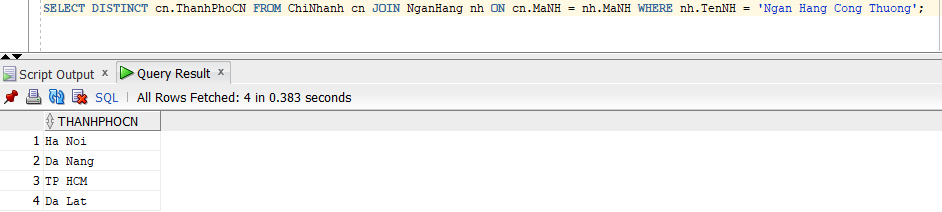 SELECT DISTINCT cn.ThanhPhoCN FROM ChiNhanh cn JOIN NganHang nh ON cn.MaNH = nh.MaNH WHERE nh.TenNH = 'Ngan Hang Cong Thuong';
Script Output x Query Result x
SQL | All Rows Fetched: 4 in 0.383 seconds
THANHPHOCN
1 Ha Noi
2 Da Nang
3 TP HCM
4 Da Lat